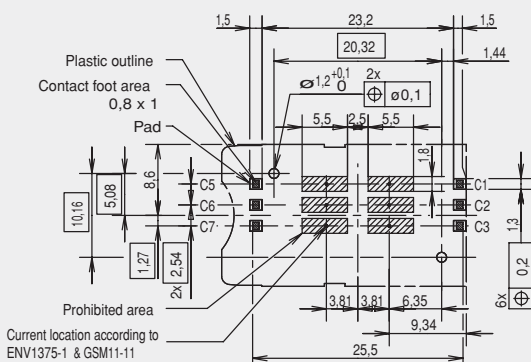 1,5 23,2 1,5
20,32 1,44
Plastic outline
Contact foot area
0,8 x 1
Pad
ø1,2 +0,1 0
2x
⌖ ø0,1
5,5 2,5 5,5
1,8
8,6
C5 C1
C6 C2
C7 C3
10,16
5,08
1,27
2x 2,54
1,3
6x ⌖ 0,2
Prohibited area
3,81 3,81 6,35
Current location according to
ENV1375-1 & GSM11-11
9,34
25,5